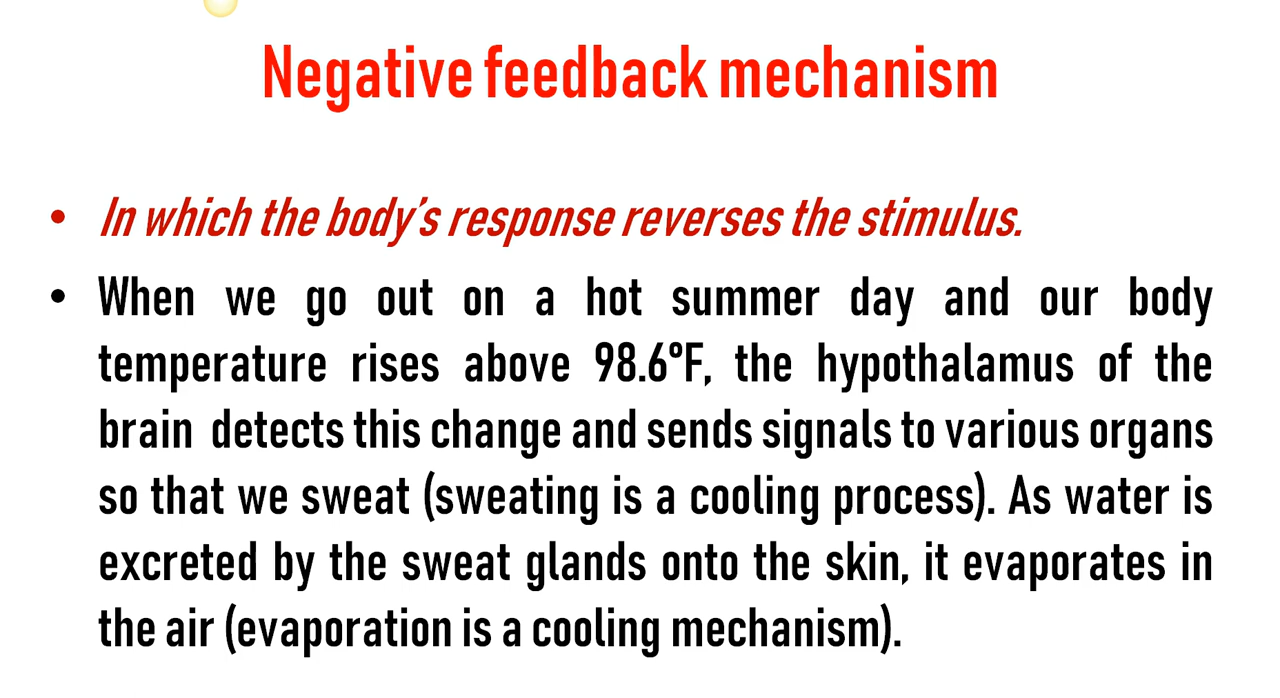 Negative feedback mechanism
• In which the body’s response reverses the stimulus.
• When we go out on a hot summer day and our body
temperature rises above 98.6ºF, the hypothalamus of the
brain detects this change and sends signals to various organs
so that we sweat (sweating is a cooling process). As water is
excreted by the sweat glands onto the skin, it evaporates in
the air (evaporation is a cooling mechanism).